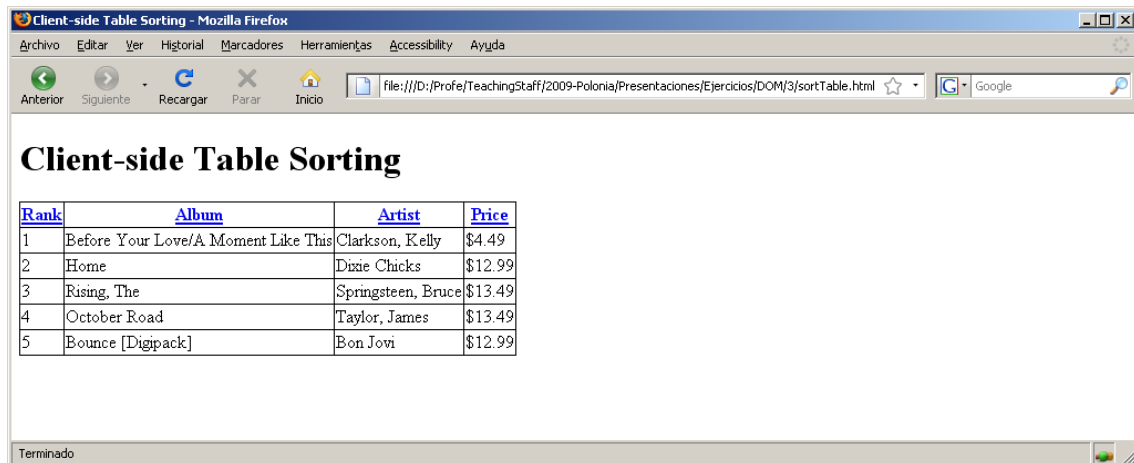 Client-side Table Sorting - Mozilla Firefox
Archivo Editar Ver Historial Marcadores Herramientas Accessibility Ayuda
Anterior Siguiente Recargar Parar Inicio file:///D:/Profe/TeachingStaff/2009-Polonia/Presentaciones/Ejercicios/DOM/3/sortTable.html G Google
Client-side Table Sorting
Rank Album Artist Price
1 Before Your Love/A Moment Like This Clarkson, Kelly $4.49
2 Home Dixie Chicks $12.99
3 Rising, The Springsteen, Bruce $13.49
4 October Road Taylor, James $13.49
5 Bounce [Digipack] Bon Jovi $12.99
Terminado